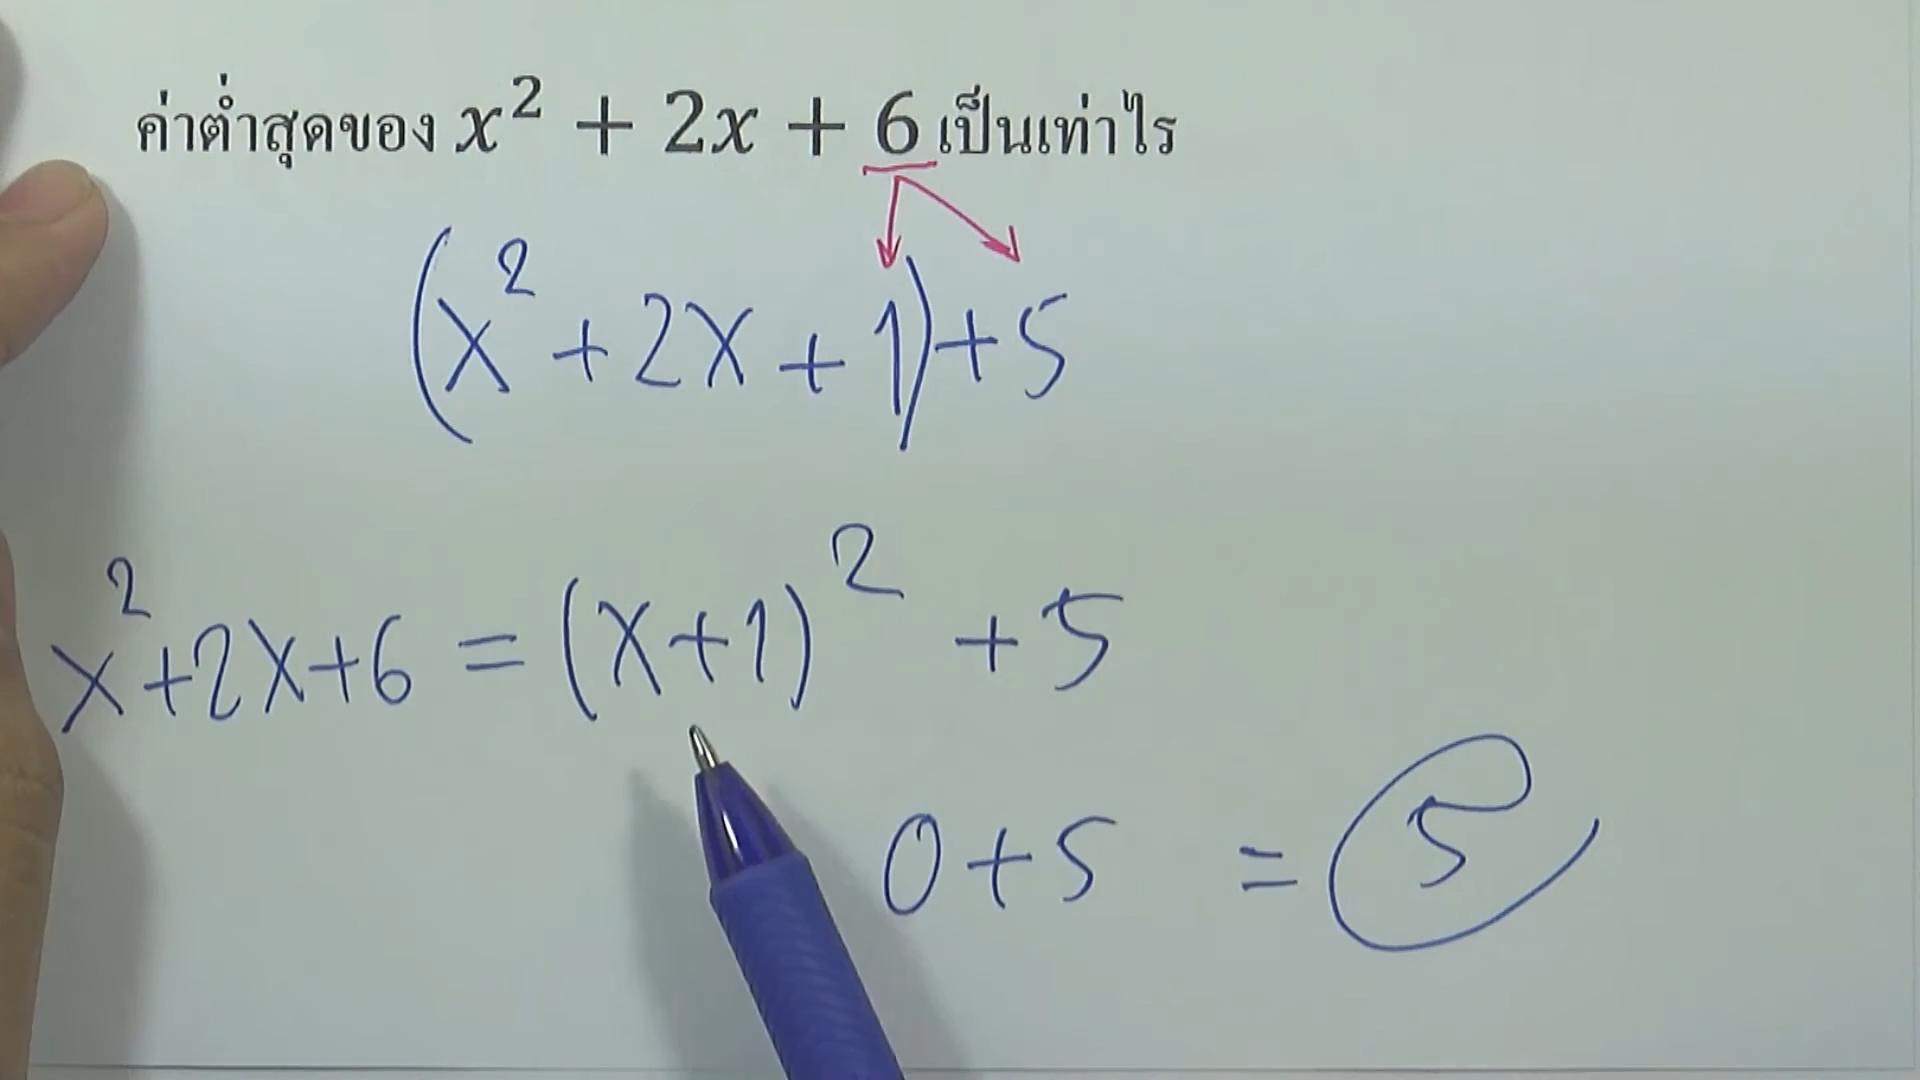 ค่าต่ำสุดของ x² + 2x + 6 เป็นเท่าไร
(x² + 2x + 1) + 5
x² + 2x + 6 = (x + 1)² + 5
0 + 5 = 5